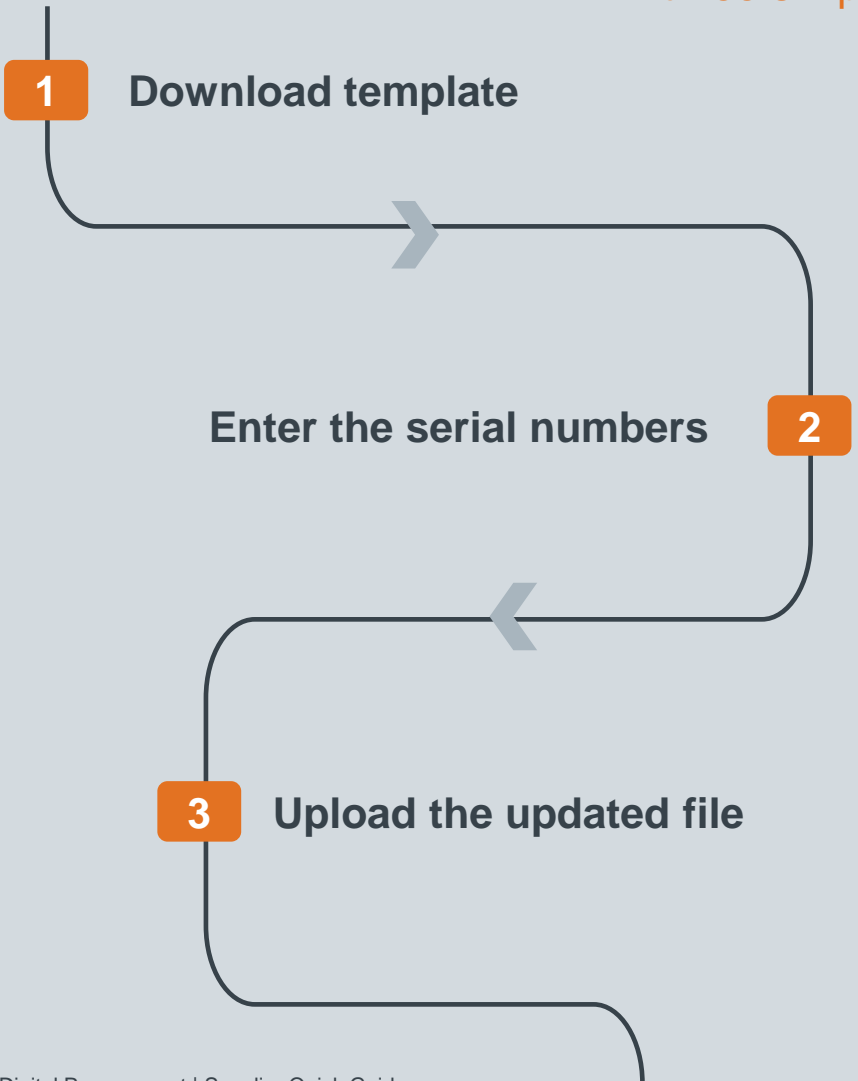 1 Download template
Enter the serial numbers 2
3 Upload the updated file